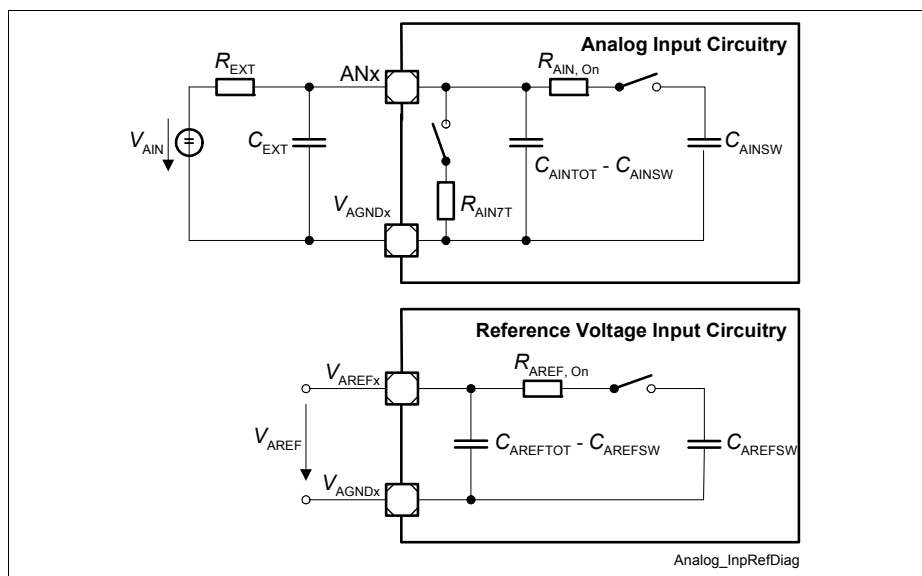 Analog Input Circuitry
R_EXT
ANx
R_AIN, On
V_AIN
C_EXT
C_AINTOT - C_AINSW
C_AINSW
V_AGNDx
R_AIN7T
Reference Voltage Input Circuitry
V_AREFx
R_AREF, On
V_AREF
C_AREFTOT - C_AREFSW
C_AREFSW
V_AGNDx
Analog_InpRefDiag